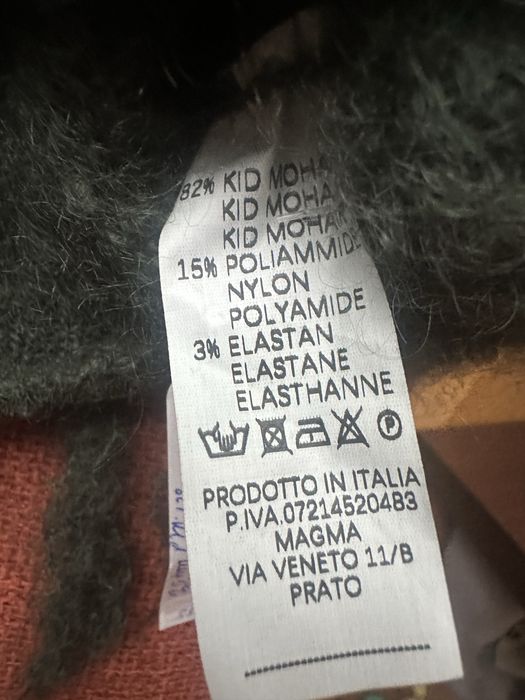 82% KID MOHA
KID MOHA
KID MOHA
15% POLIAMMIDE
NYLON
POLYAMIDE
3% ELASTAN
ELASTANE
ELASTHANNE
P
PRODOTTO IN ITALIA
P.IVA.07214520483
MAGMA
VIA VENETO 11/B
PRATO